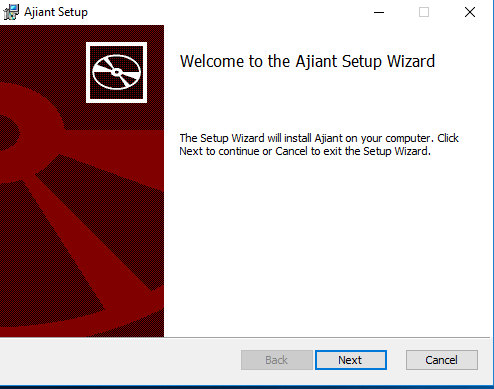 Ajiant Setup
Welcome to the Ajiant Setup Wizard
The Setup Wizard will install Ajiant on your computer. Click
Next to continue or Cancel to exit the Setup Wizard.
Back Next Cancel